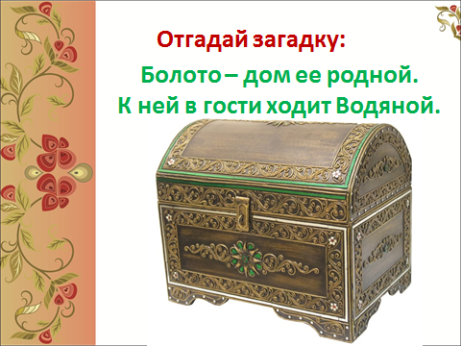 Отгадай загадку:
Болото – дом ее родной.
К ней в гости ходит Водяной.